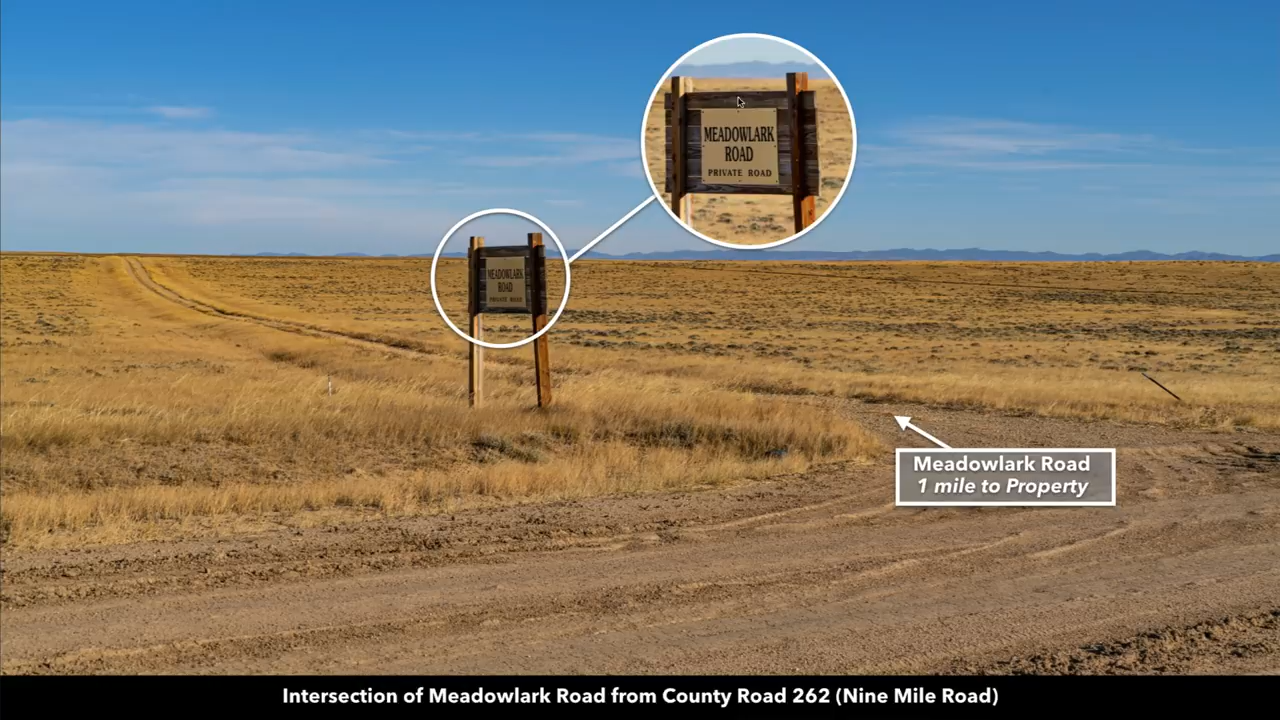 MEADOWLARK
ROAD
PRIVATE ROAD
MEADOWLARK
ROAD
PRIVATE ROAD
Meadowlark Road
1 mile to Property
Intersection of Meadowlark Road from County Road 262 (Nine Mile Road)